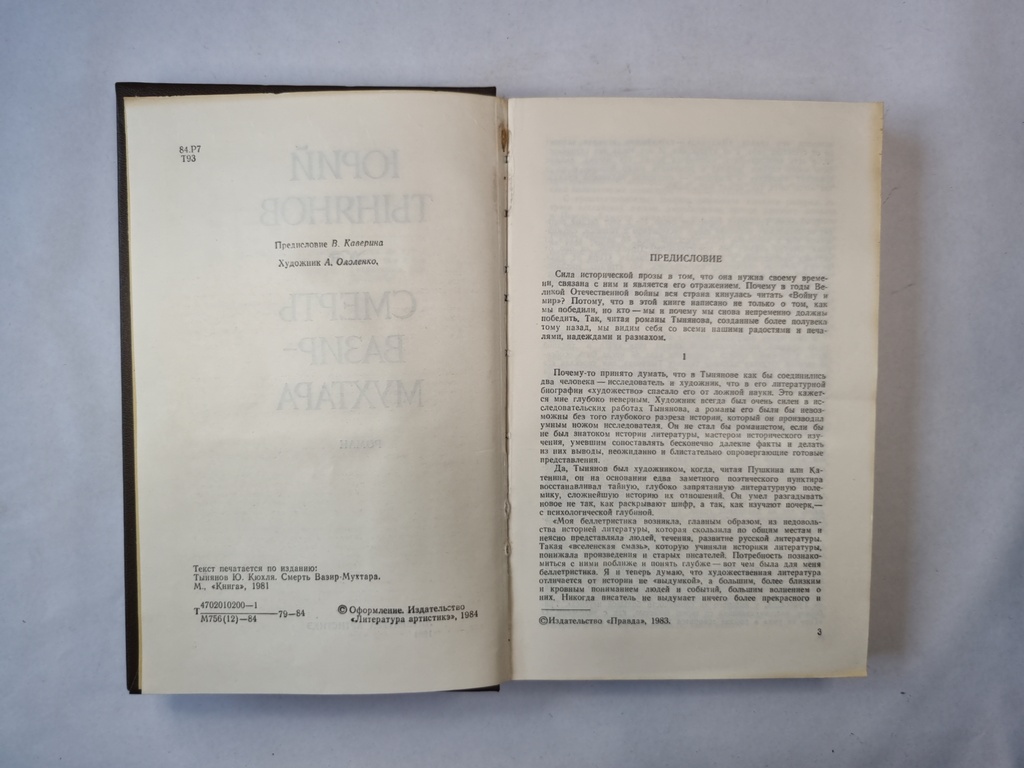 84.Р7
Т93
Предисловие В. Каверина
Художник А. Ололенко.
Текст печатается по изданию:
Тынянов Ю. Кюхля. Смерть Вазир-Мухтара.
М., «Книга», 1981
Т 4702010200—1
М756(12)—84 —79—84
© Оформление. Издательство
«Литература артистикэ», 1984
ПРЕДИСЛОВИЕ
Сила исторической прозы в том, что она нужна своему време-
ни, связана с ним и является его отражением. Почему в годы Ве-
ликой Отечественной войны вся страна кинулась читать «Войну и
мир»? Потому, что в этой книге написано не только о том, как
мы победили, но кто — мы и почему мы снова непременно должны
победить. Так, читая романы Тынянова, созданные более полувека
тому назад, мы видим себя со всеми нашими радостями и печа-
лями, надеждами и размахом.
1
Почему-то принято думать, что в Тынянове как бы соединились
два человека — исследователь и художник, что в его литературной
биографии «художество» спасало его от ложной науки. Это кажет-
ся мне глубоко неверным. Художник всегда был очень силен в ис-
следовательских работах Тынянова, а романы его были бы невоз-
можны без того глубокого разреза истории, который он производил
умным ножом исследователя. Он не стал бы романистом, если бы
не был знатоком истории литературы, мастером исторического изу-
чения, умевшим сопоставлять бесконечно далекие факты и делать
из них выводы, неожиданно и блистательно опровергающие готовые
представления.
Да, Тынянов был художником, когда, читая Пушкина или Ка-
тенина, он на основании едва заметного поэтического пунктира
восстанавливал тайную, глубоко запрятанную литературную поле-
мику, сложнейшую историю их отношений. Он умел разгадывать
новое не так, как раскрывают шифр, а так, как изучают почерк,—
с психологической глубиной.
«Моя беллетристика возникла, главным образом, из недоволь-
ства историей литературы, которая скользила по общим местам и
неясно представляла людей, течения, развитие русской литературы.
Такая «вселенская смазь», которую учиняли историки литературы,
понижала произведения и старых писателей. Потребность познако-
миться с ними поближе и понять глубже — вот чем была для меня
беллетристика. Я и теперь думаю, что художественная литература
отличается от истории не «выдумкой», а большим, более близким
и кровным пониманием людей и событий, большим волнением о
них. Никогда писатель не выдумает ничего более прекрасного и
©Издательство «Правда», 1983.
3